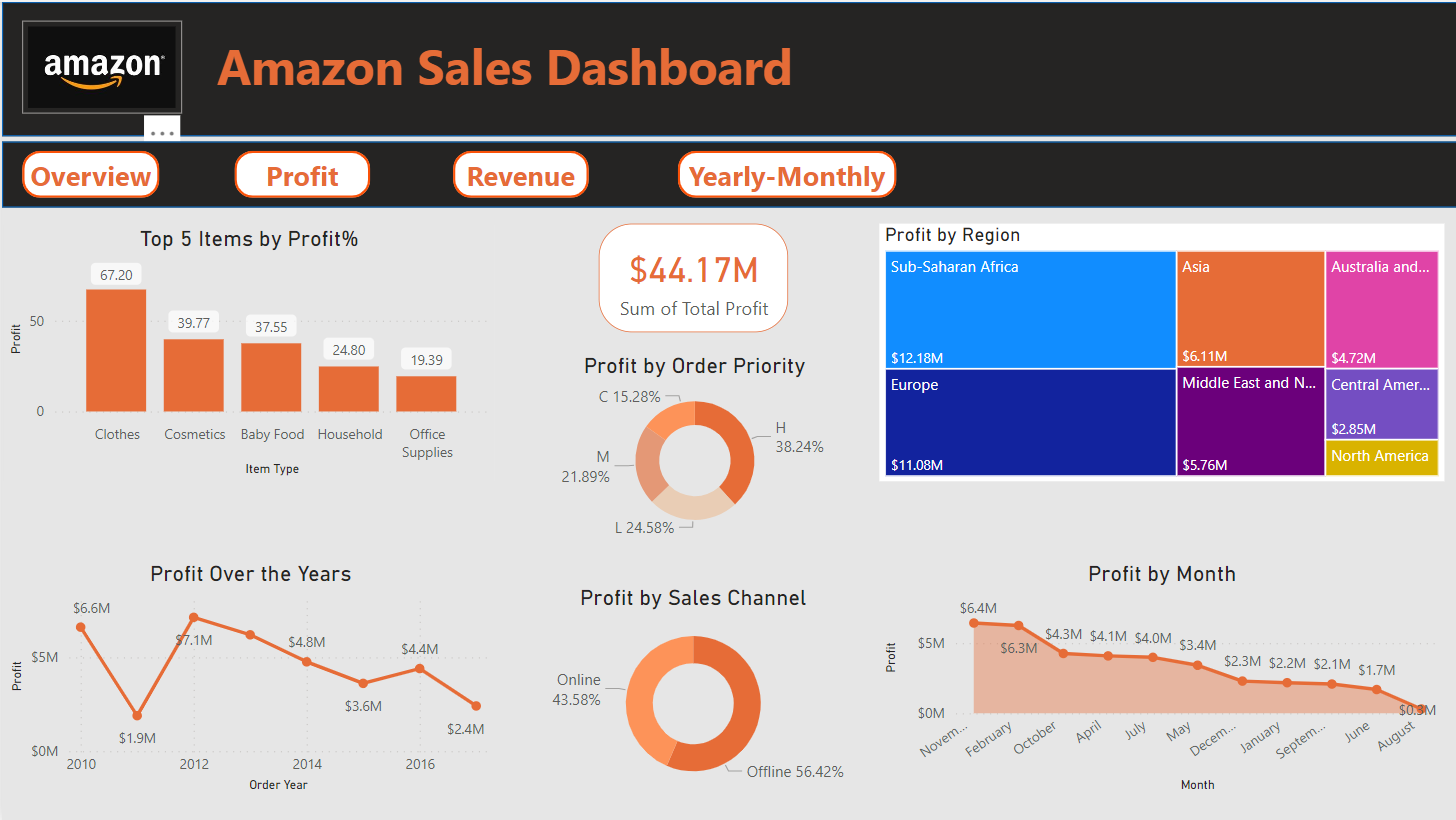 amazon
Amazon Sales Dashboard
...
Overview
Profit
Revenue
Yearly-Monthly
Top 5 Items by Profit%
Profit
50
0
67.20
39.77
37.55
24.80
19.39
Clothes
Cosmetics
Baby Food
Household
Office
Supplies
Item Type
$44.17M
Sum of Total Profit
Profit by Order Priority
C 15.28%
H
38.24%
M
21.89%
L 24.58%
Profit by Region
Sub-Saharan Africa
$12.18M
Europe
$11.08M
Asia
$6.11M
Middle East and N...
$5.76M
Australia and...
$4.72M
Central Amer...
$2.85M
North America
Profit Over the Years
Profit
$5M
$0M
$6.6M
$1.9M
$7.1M
$4.8M
$3.6M
$4.4M
$2.4M
2010
2012
2014
2016
Order Year
Profit by Sales Channel
Online
43.58%
Offline 56.42%
Profit by Month
Profit
$5M
$0M
$6.4M
$6.3M
$4.3M
$4.1M
$4.0M
$3.4M
$2.3M
$2.2M
$2.1M
$1.7M
$0.3M
Novem...
February
October
April
July
May
Decem...
January
Septem...
June
August
Month